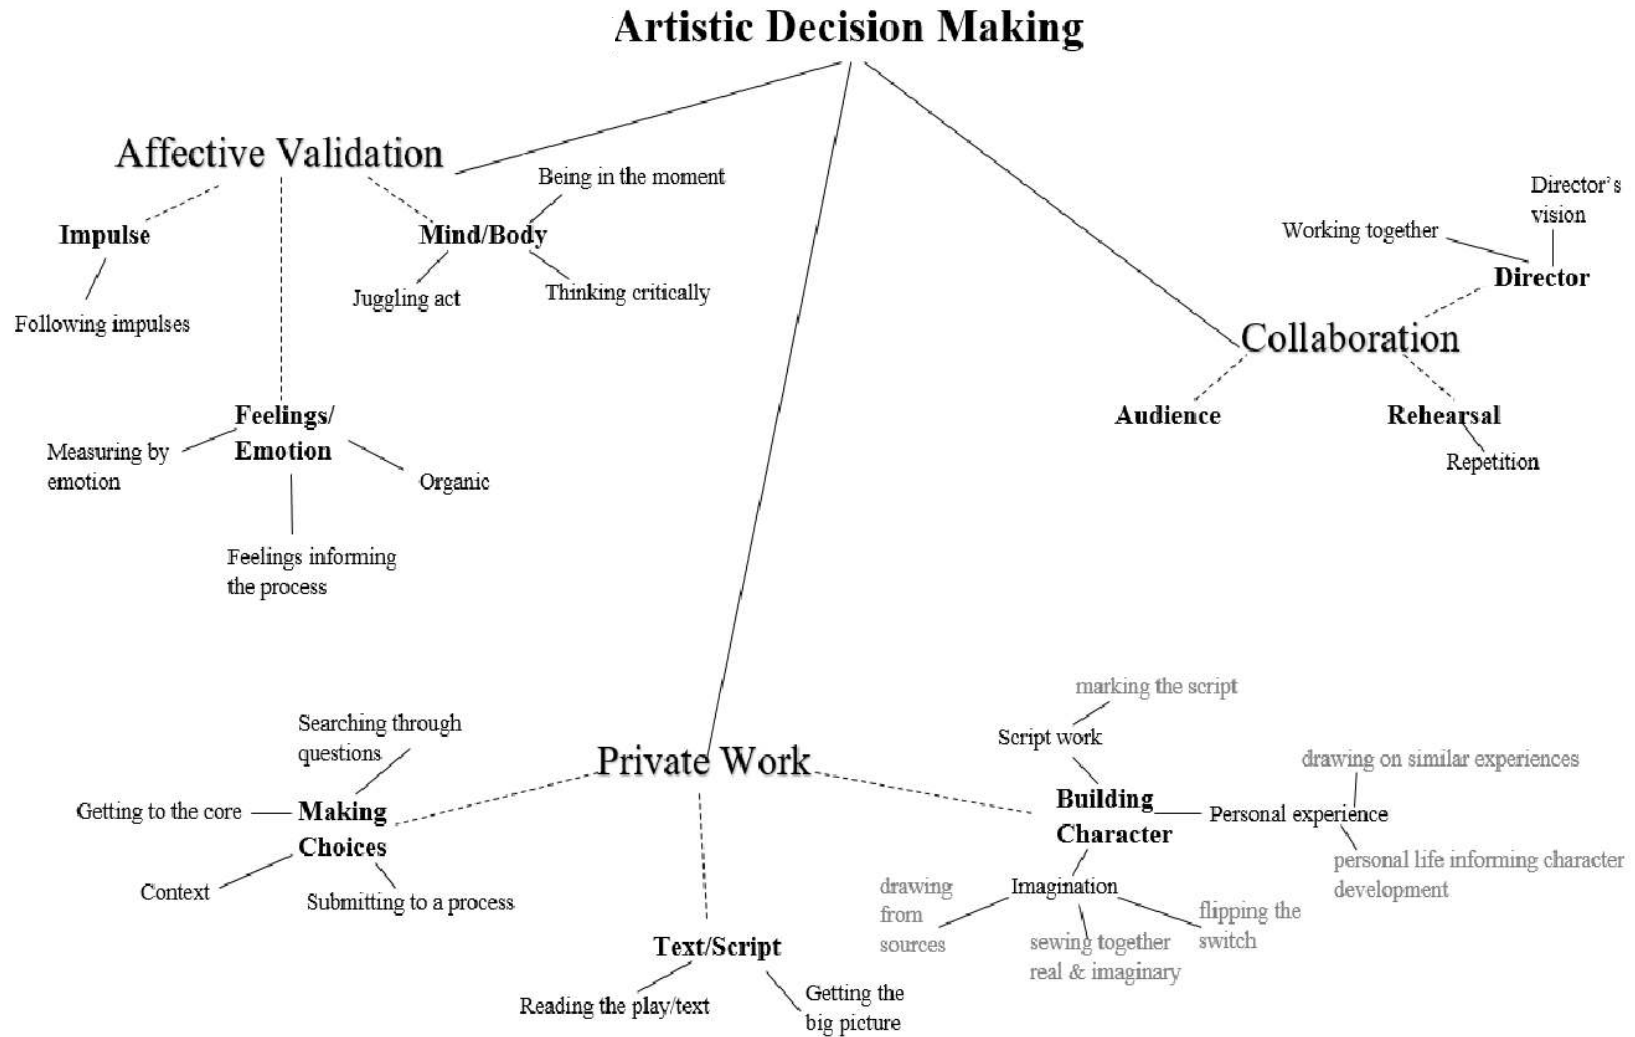 Artistic Decision Making
Affective Validation
Being in the moment
Impulse
Mind/Body
Juggling act
Thinking critically
Following impulses
Feelings/
Emotion
Measuring by
emotion
Organic
Feelings informing
the process
Director’s
vision
Working together
Director
Collaboration
Audience
Rehearsal
Repetition
Private Work
Searching through
questions
Getting to the core
Making
Choices
Context
Submitting to a process
Text/Script
Reading the play/text
Getting the
big picture
marking the script
Script work
Building
Character
drawing on similar experiences
Personal experience
personal life informing character
development
Imagination
drawing
from
sources
sewing together
real & imaginary
flipping the
switch